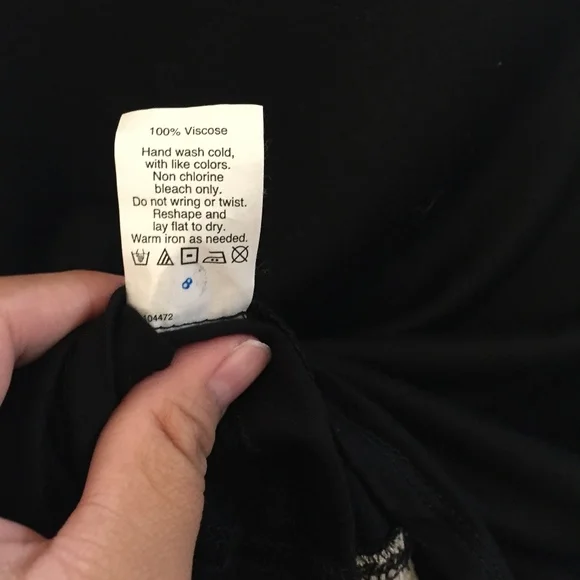 100% Viscose
Hand wash cold,
with like colors.
Non chlorine
bleach only.
Do not wring or twist.
Reshape and
lay flat to dry.
Warm iron as needed.
8
104472